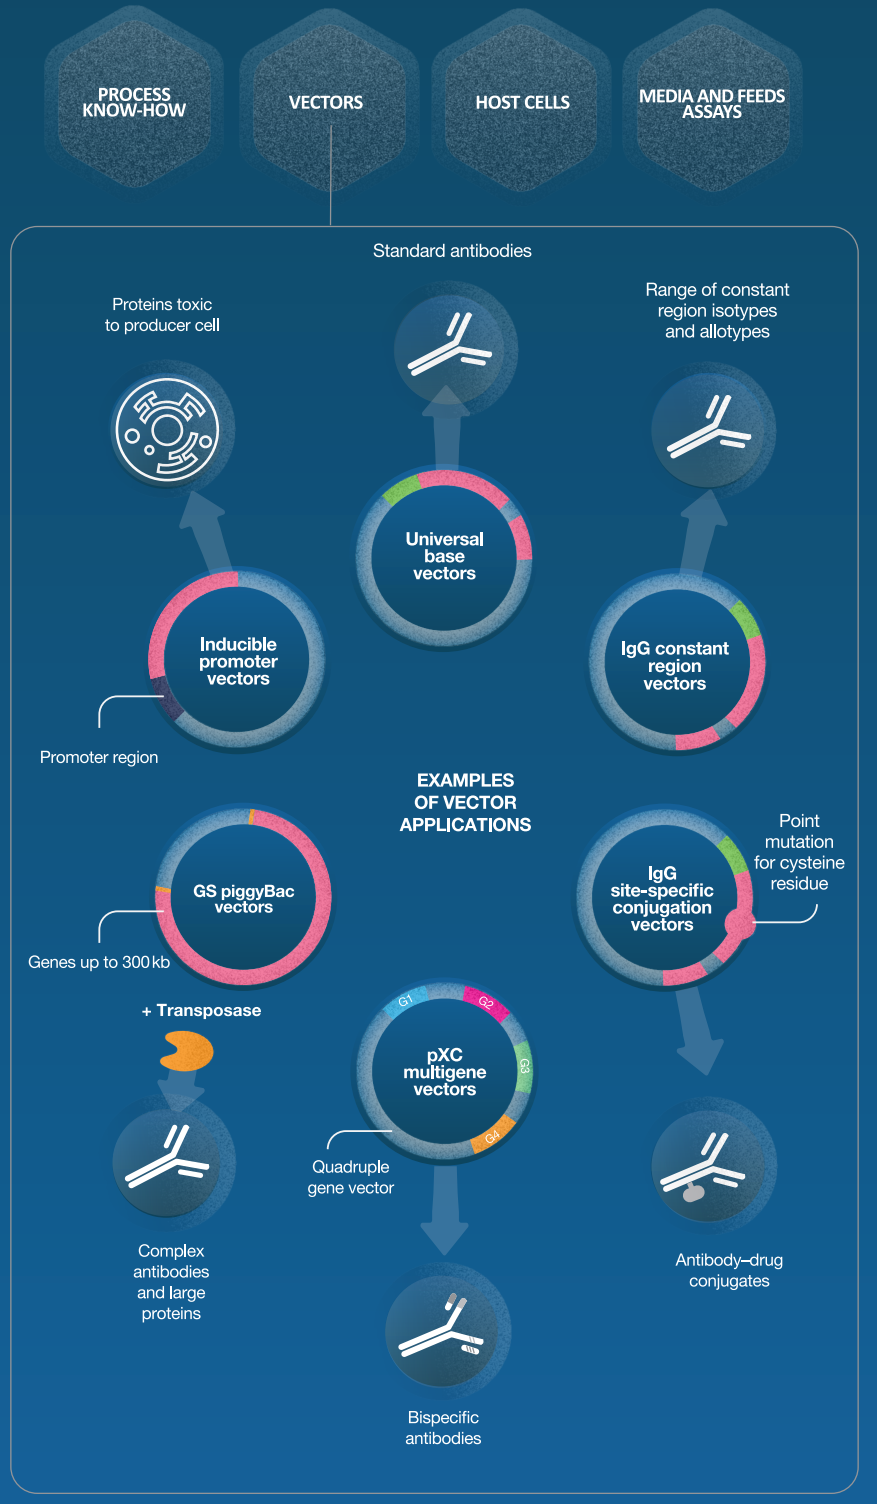 PROCESS
KNOW-HOW
VECTORS
HOST CELLS
MEDIA AND FEEDS
ASSAYS
Standard antibodies
Proteins toxic
to producer cell
Range of constant
region isotypes
and allotypes
Universal
base
vectors
Inducible
promoter
vectors
IgG constant
region
vectors
Promoter region
EXAMPLES
OF VECTOR
APPLICATIONS
GS piggyBac
vectors
IgG
site-specific
conjugation
vectors
Point
mutation
for cysteine
residue
Genes up to 300 kb
+ Transposase
G1
G2
G3
G4
pXC
multigene
vectors
Quadruple
gene vector
Complex
antibodies
and large
proteins
Antibody–drug
conjugates
Bispecific
antibodies